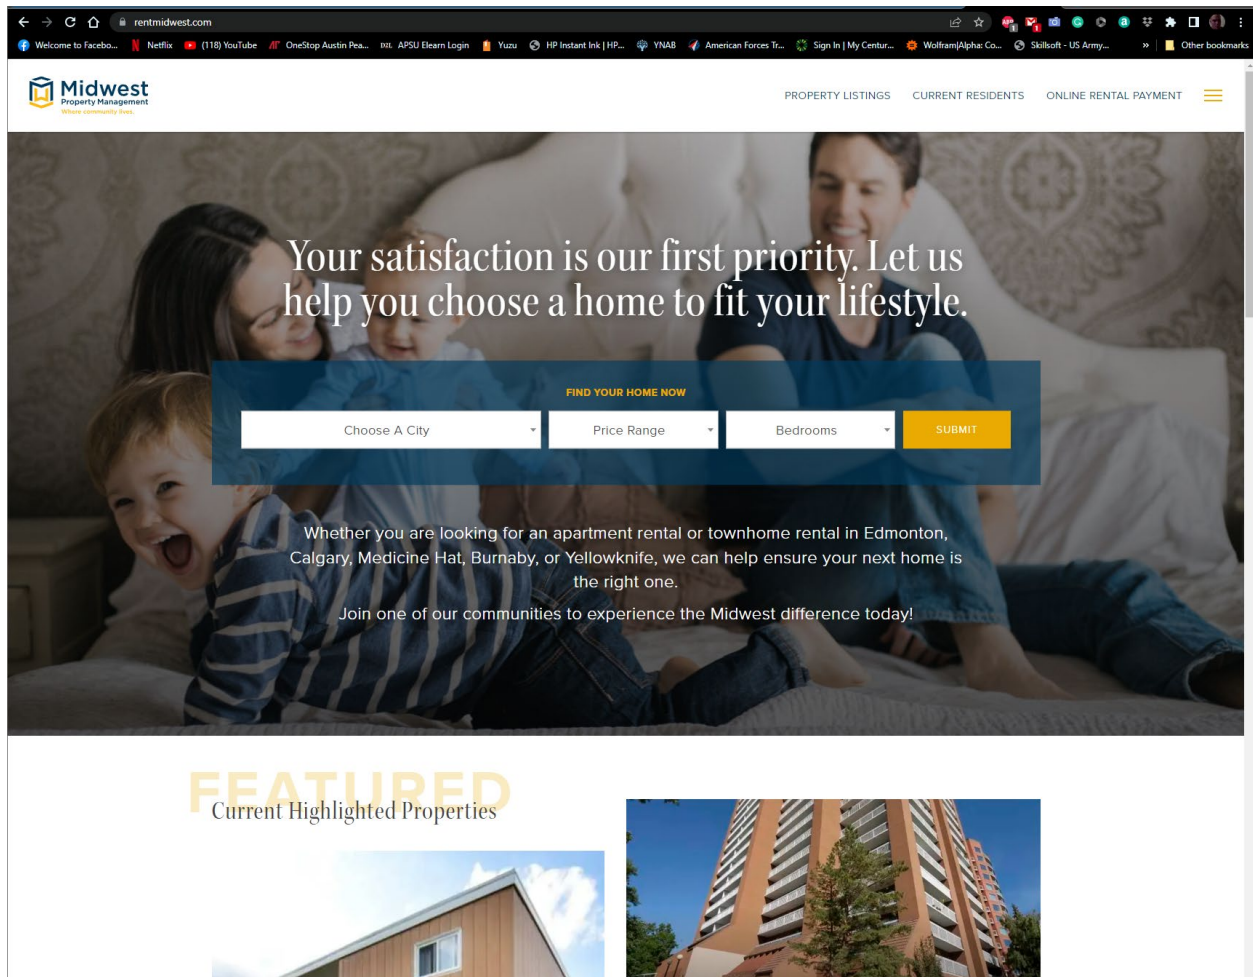 rentmidwest.com
Welcome to Facebo... Netflix (118) YouTube OneStop Austin Pea... APSU Elearn Login Yuzu HP Instant Ink | HP... YNAB American Forces Tr... Sign In | My Centur... Wolfram|Alpha: Co... Skillsoft - US Army... » Other bookmarks
Midwest
Property Management
Where community lives.
PROPERTY LISTINGS CURRENT RESIDENTS ONLINE RENTAL PAYMENT
Your satisfaction is our first priority. Let us
help you choose a home to fit your lifestyle.
FIND YOUR HOME NOW
Choose A City Price Range Bedrooms SUBMIT
Whether you are looking for an apartment rental or townhome rental in Edmonton,
Calgary, Medicine Hat, Burnaby, or Yellowknife, we can help ensure your next home is
the right one.
Join one of our communities to experience the Midwest difference today!
FEATURED
Current Highlighted Properties